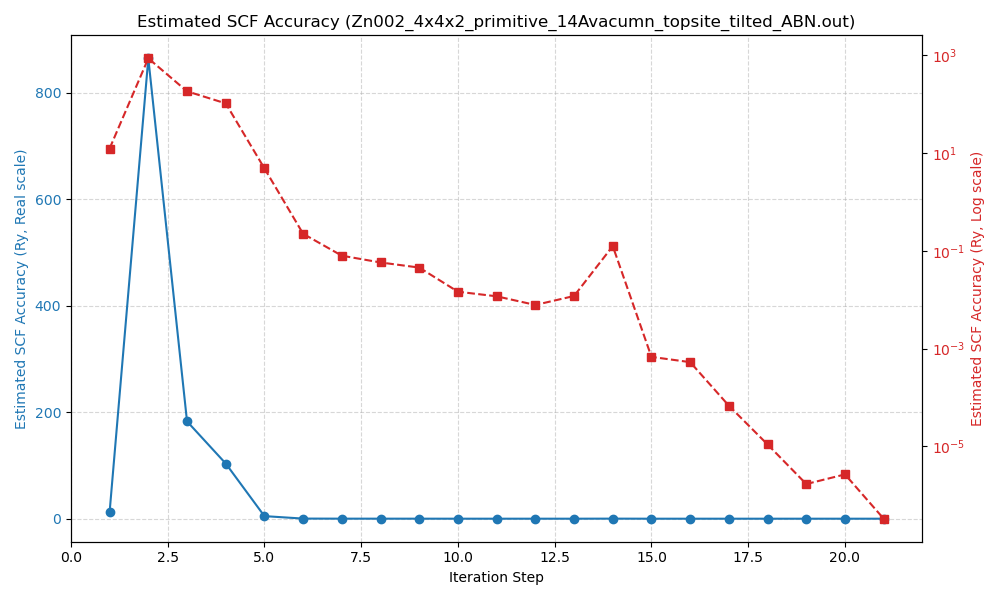 Estimated SCF Accuracy (Zn002_4x4x2_primitive_14Avacumn_topsite_tilted_ABN.out)
Estimated SCF Accuracy (Ry, Real scale)
800
600
400
200
0
10³
10¹
10⁻¹
10⁻³
10⁻⁵
Estimated SCF Accuracy (Ry, Log scale)
0.0 2.5 5.0 7.5 10.0 12.5 15.0 17.5 20.0
Iteration Step